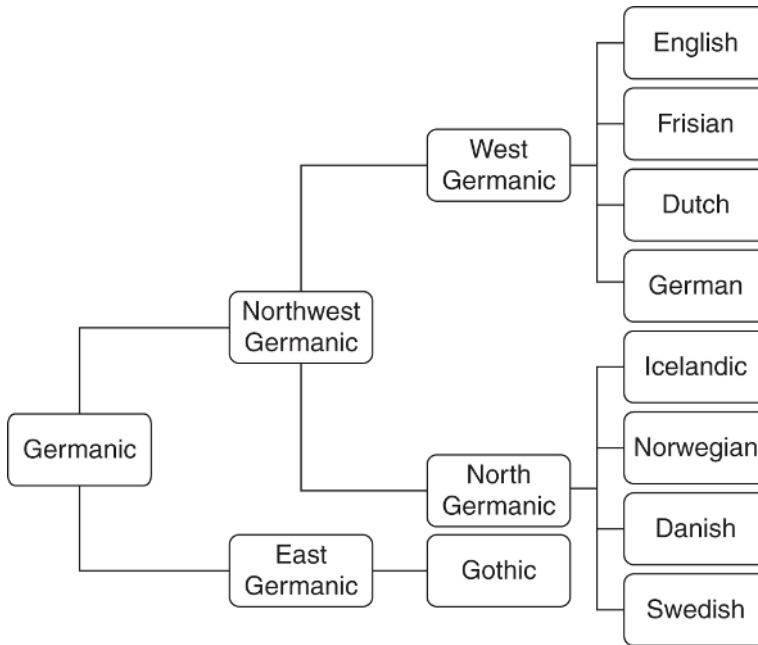 English
Frisian
West
Germanic
Dutch
German
Northwest
Germanic
Icelandic
Germanic
Norwegian
North
Germanic
Danish
East
Germanic
Gothic
Swedish